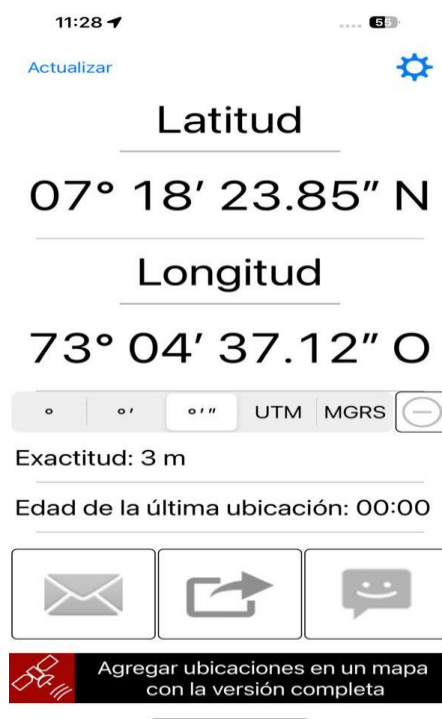 11:28
55
Actualizar
Latitud
07° 18′ 23.85″ N
Longitud
73° 04′ 37.12″ O
° °′ °′″ UTM MGRS
Exactitud: 3 m
Edad de la última ubicación: 00:00
Agregar ubicaciones en un mapa
con la versión completa